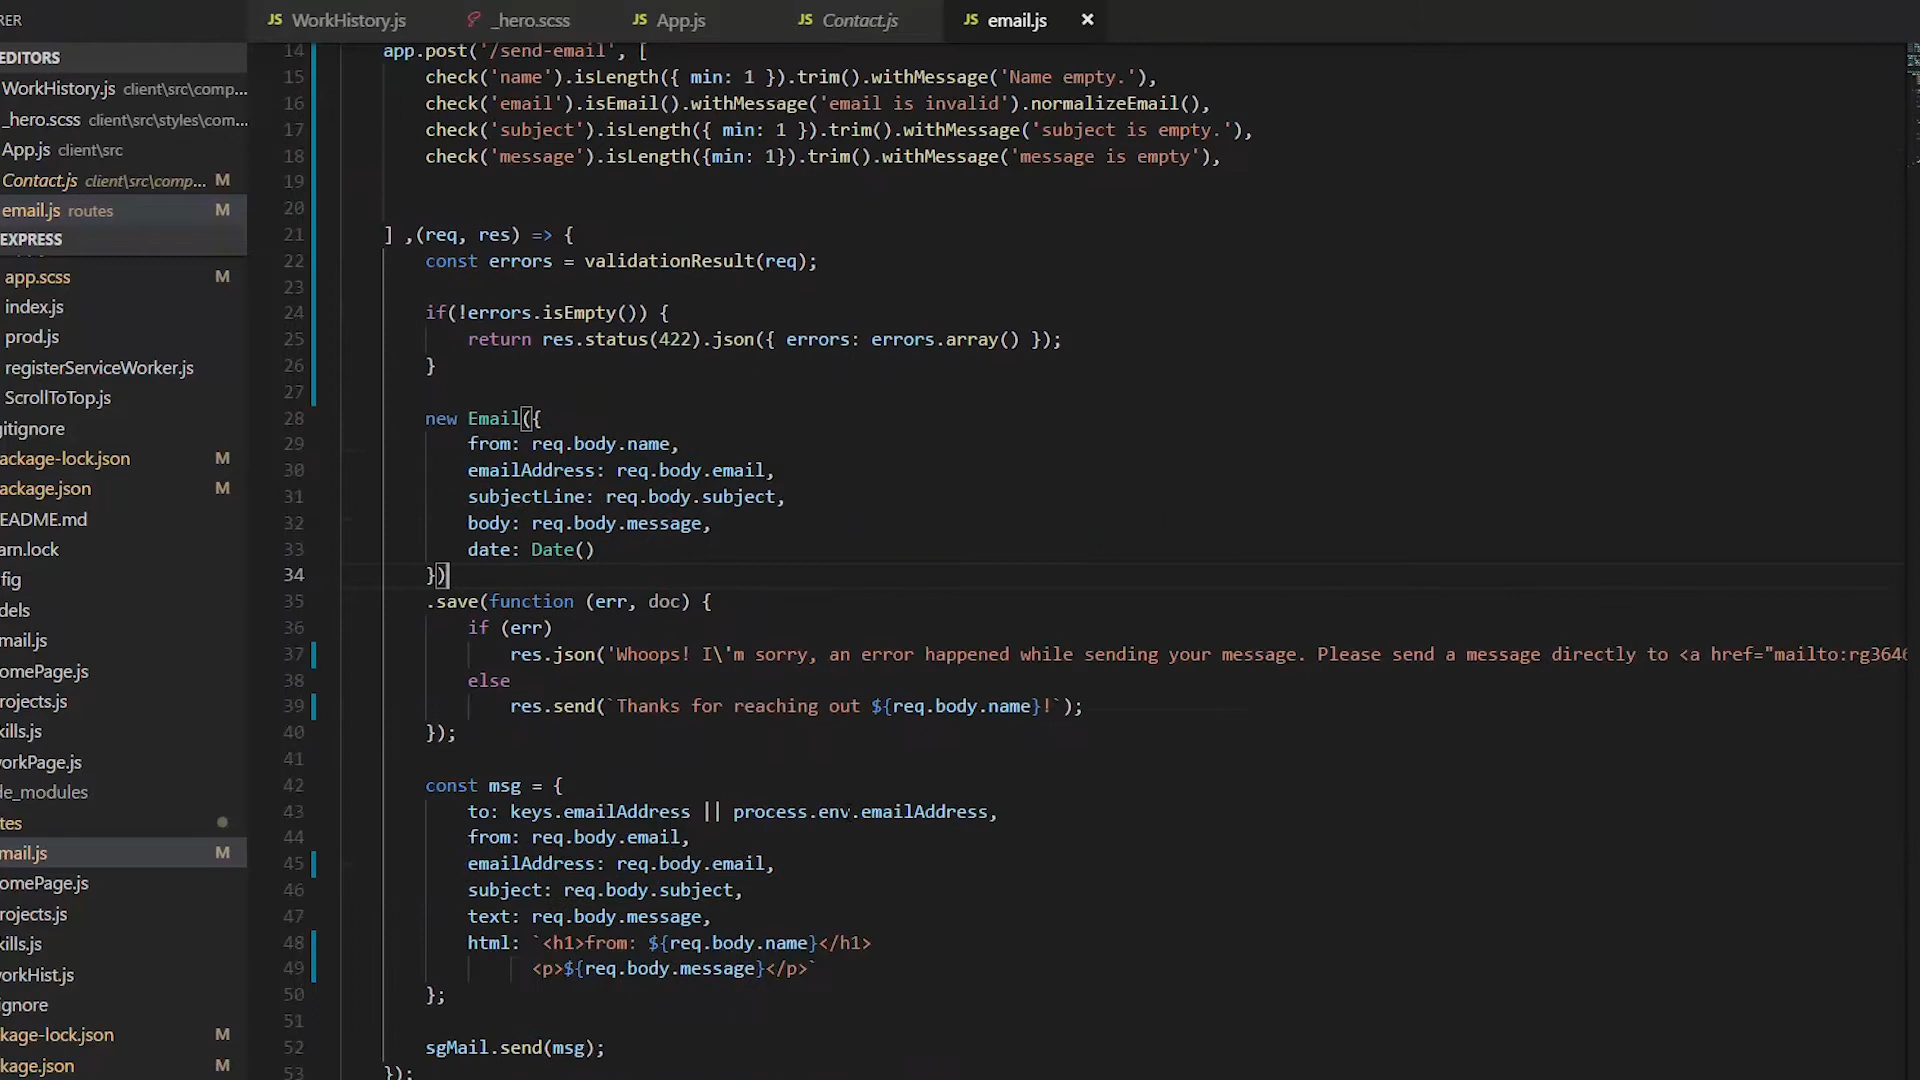 RER
JS WorkHistory.js
_hero.scss
JS App.js
JS Contact.js
JS email.js ×
EDITORS
WorkHistory.js client\src\comp...
_hero.scss client\src\styles\com...
App.js client\src
Contact.js client\src\comp... M
email.js routes M
EXPRESS
app.scss M
index.js
prod.js
registerServiceWorker.js
ScrollToTop.js
gitignore
ackage-lock.json M
ackage.json M
EADME.md
arn.lock
fig
dels
mail.js
omePage.js
rojects.js
kills.js
orkPage.js
de_modules
tes
mail.js M
omePage.js
rojects.js
kills.js
orkHist.js
ignore
kage-lock.json M
kage.json M
14 app.post('/send-email', [
15 check('name').isLength({ min: 1 }).trim().withMessage('Name empty.'),
16 check('email').isEmail().withMessage('email is invalid').normalizeEmail(),
17 check('subject').isLength({ min: 1 }).trim().withMessage('subject is empty.'),
18 check('message').isLength({min: 1}).trim().withMessage('message is empty'),
19
20
21 ] ,(req, res) => {
22 const errors = validationResult(req);
23
24 if(!errors.isEmpty()) {
25 return res.status(422).json({ errors: errors.array() });
26 }
27
28 new Email({
29 from: req.body.name,
30 emailAddress: req.body.email,
31 subjectLine: req.body.subject,
32 body: req.body.message,
33 date: Date()
34 })
35 .save(function (err, doc) {
36 if (err)
37 res.json('Whoops! I\'m sorry, an error happened while sending your message. Please send a message directly to <a href="mailto:rg364
38 else
39 res.send(`Thanks for reaching out ${req.body.name}!`);
40 });
41
42 const msg = {
43 to: keys.emailAddress || process.env.emailAddress,
44 from: req.body.email,
45 emailAddress: req.body.email,
46 subject: req.body.subject,
47 text: req.body.message,
48 html: `<h1>from: ${req.body.name}</h1>
49 <p>${req.body.message}</p>`
50 };
51
52 sgMail.send(msg);
53 });